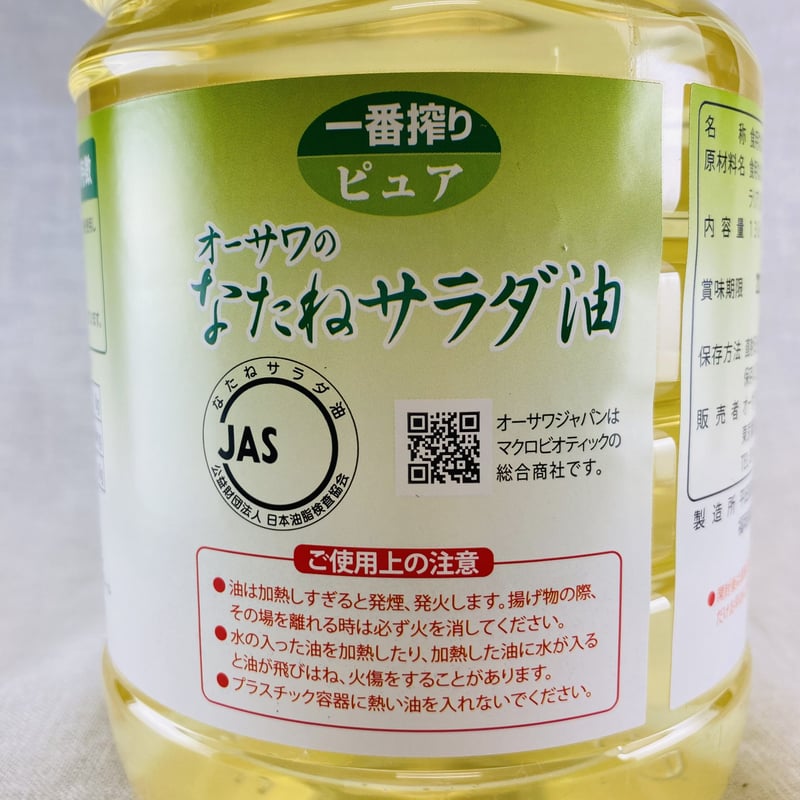 一番搾り
ピュア
オーサワの
なたねサラダ油
なたねサラダ油
JAS
公益財団法人 日本油脂検査協会
オーサワジャパンは
マクロビオティックの
総合商社です。
ご使用上の注意
●油は加熱しすぎると発煙、発火します。揚げ物の際、
その場を離れる時は必ず火を消してください。
●水の入った油を加熱したり、加熱した油に水が入る
と油が飛びはね、火傷をすることがあります。
●プラスチック容器に熱い油を入れないでください。
名称
原材料名
内容量
賞味期限
保存方法
販売者
製造所